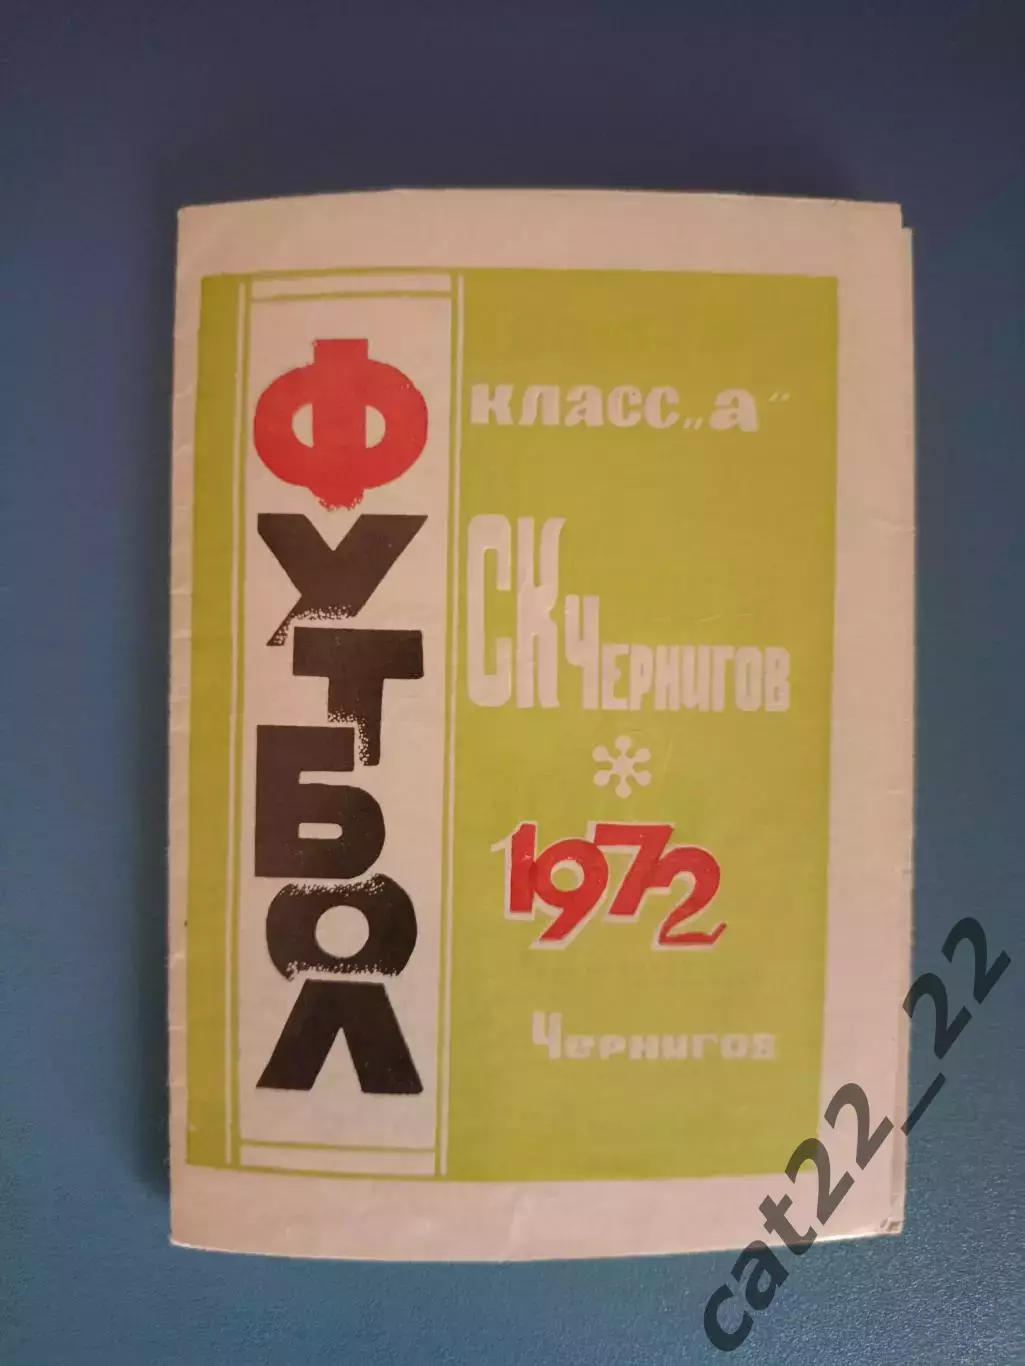 ФУТБОЛ
класс „а“
СК Чернигов
1972
Чернигов
cat22_22